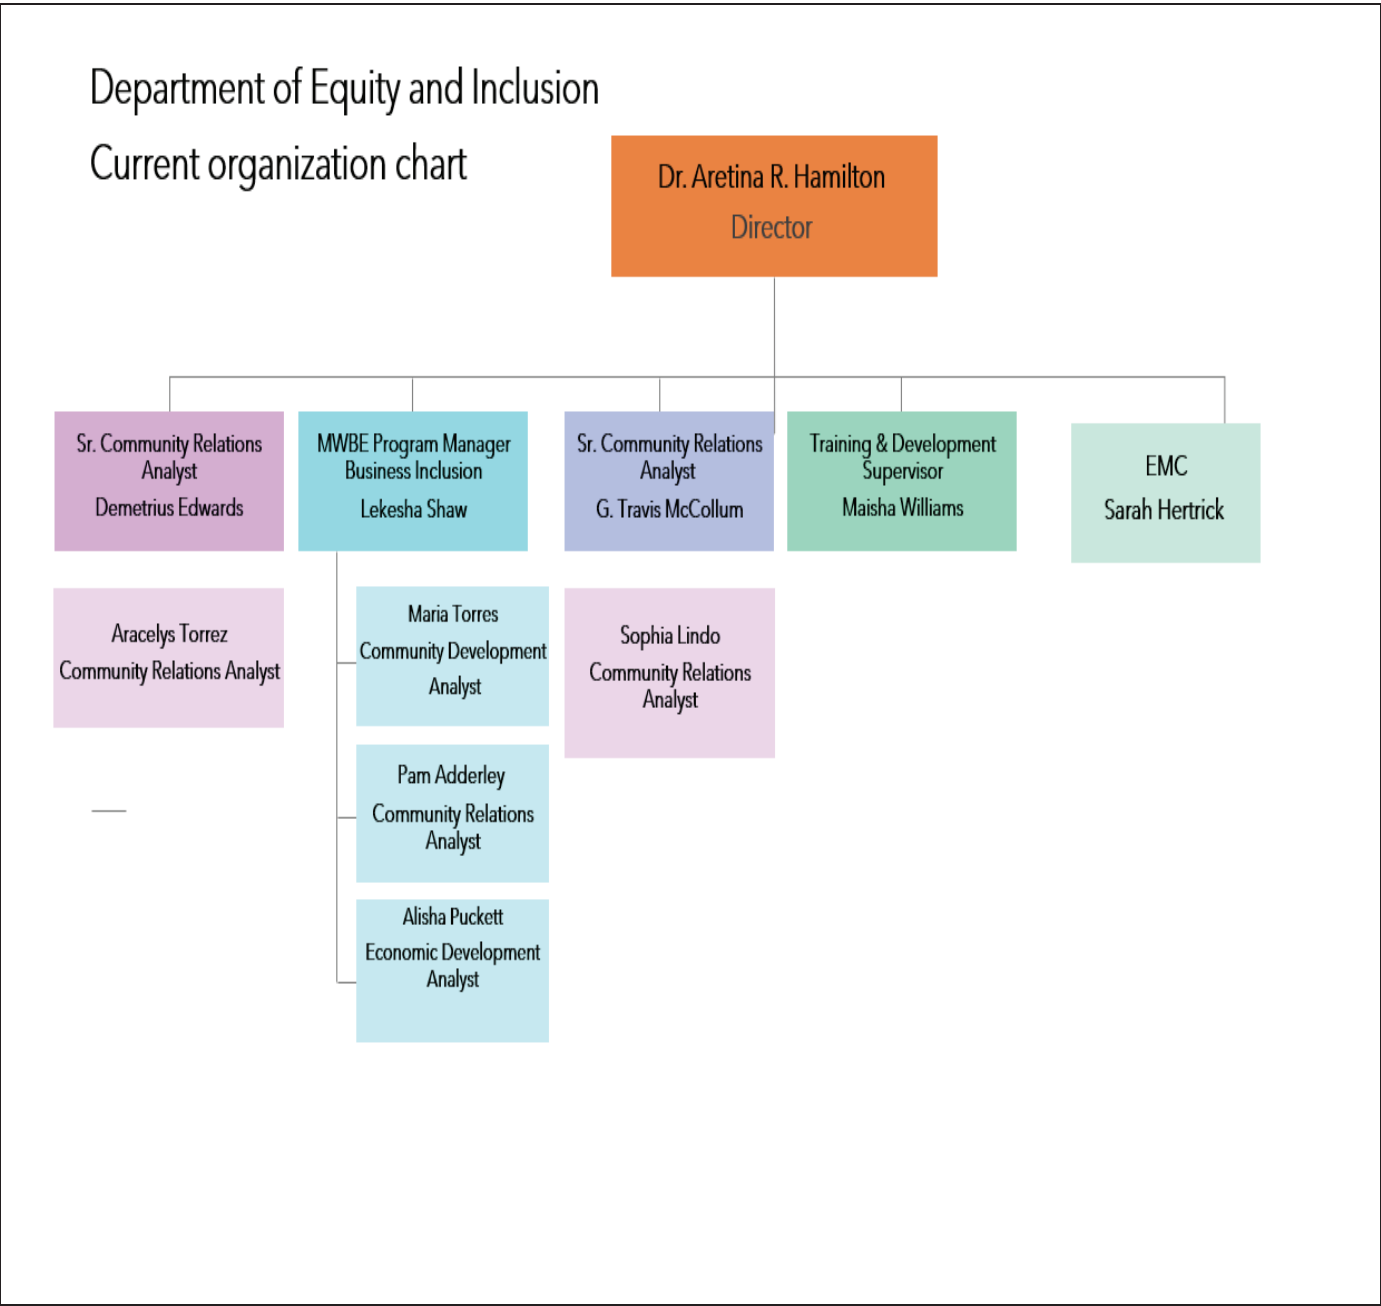 Department of Equity and Inclusion
Current organization chart
Dr. Aretina R. Hamilton
Director
Sr. Community Relations
Analyst
Demetrius Edwards
MWBE Program Manager
Business Inclusion
Lekesha Shaw
Sr. Community Relations
Analyst
G. Travis McCollum
Training & Development
Supervisor
Maisha Williams
EMC
Sarah Hertrick
Aracelys Torrez
Community Relations Analyst
Maria Torres
Community Development
Analyst
Pam Adderley
Community Relations
Analyst
Alisha Puckett
Economic Development
Analyst
Sophia Lindo
Community Relations
Analyst